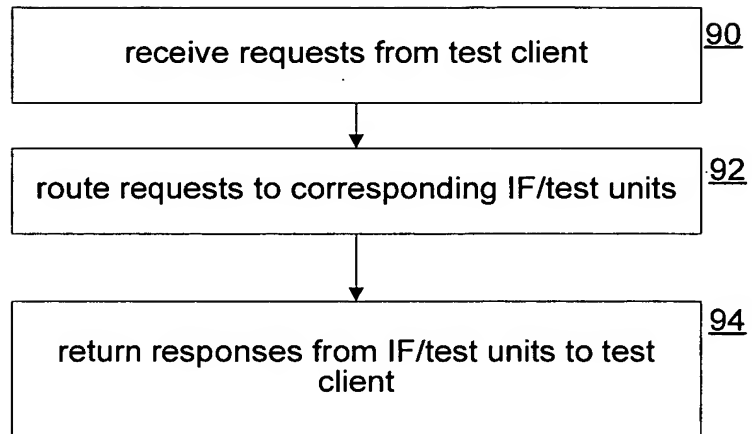 90
receive requests from test client
92
route requests to corresponding IF/test units
94
return responses from IF/test units to test
client